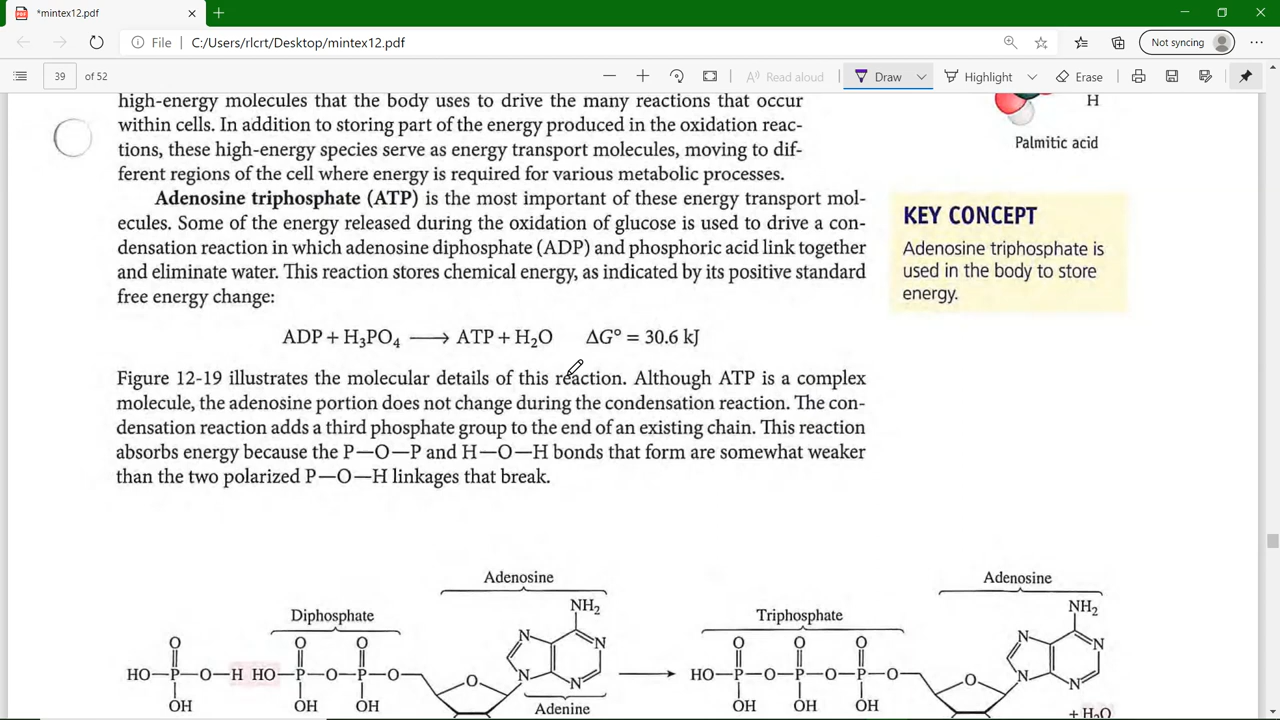 *mintex12.pdf
File
C:/Users/rlcrt/Desktop/mintex12.pdf
Not syncing
39 of 52
Read aloud
Draw
Highlight
Erase
high-energy molecules that the body uses to drive the many reactions that occur
within cells. In addition to storing part of the energy produced in the oxidation reac-
tions, these high-energy species serve as energy transport molecules, moving to dif-
ferent regions of the cell where energy is required for various metabolic processes.
Adenosine triphosphate (ATP) is the most important of these energy transport mol-
ecules. Some of the energy released during the oxidation of glucose is used to drive a con-
densation reaction in which adenosine diphosphate (ADP) and phosphoric acid link together
and eliminate water. This reaction stores chemical energy, as indicated by its positive standard
free energy change:
ADP + H₃PO₄ ⟶ ATP + H₂O ΔG° = 30.6 kJ
Figure 12-19 illustrates the molecular details of this reaction. Although ATP is a complex
molecule, the adenosine portion does not change during the condensation reaction. The con-
densation reaction adds a third phosphate group to the end of an existing chain. This reaction
absorbs energy because the P—O—P and H—O—H bonds that form are somewhat weaker
than the two polarized P—O—H linkages that break.
H
Palmitic acid
KEY CONCEPT
Adenosine triphosphate is
used in the body to store
energy.
Adenosine
Diphosphate
NH₂
O O O
N N
HO—P—O—H HO—P—O—P—O
O N N
OH OH OH
Adenine
Adenosine
Triphosphate
NH₂
O O O
N N
HO—P—O—P—O—P—O
O N N
OH OH OH
+ H₂O